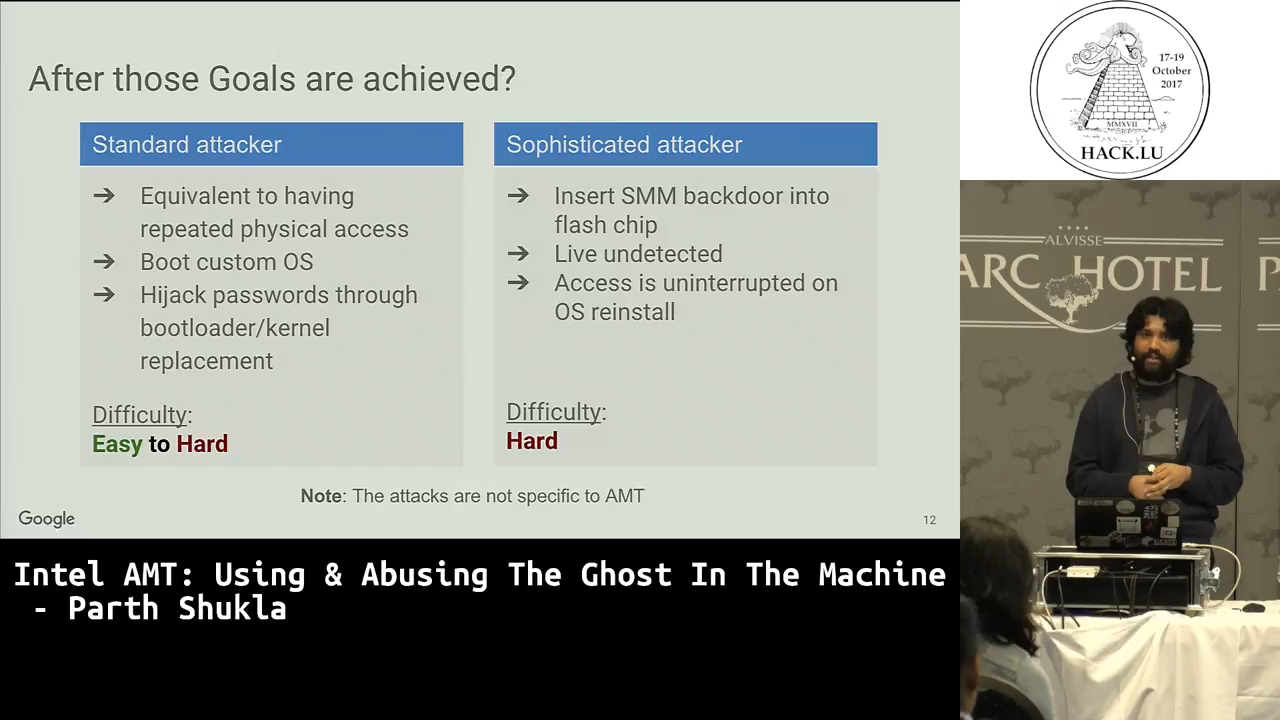 After those Goals are achieved?
Standard attacker
➔ Equivalent to having
repeated physical access
➔ Boot custom OS
➔ Hijack passwords through
bootloader/kernel
replacement
Difficulty:
Easy to Hard
Sophisticated attacker
➔ Insert SMM backdoor into
flash chip
➔ Live undetected
➔ Access is uninterrupted on
OS reinstall
Difficulty:
Hard
Note: The attacks are not specific to AMT
Google
12
Intel AMT: Using & Abusing The Ghost In The Machine
- Parth Shukla
17-19
October
2017
MMXVII
HACK.LU
ALVISSE
PARC HOTEL